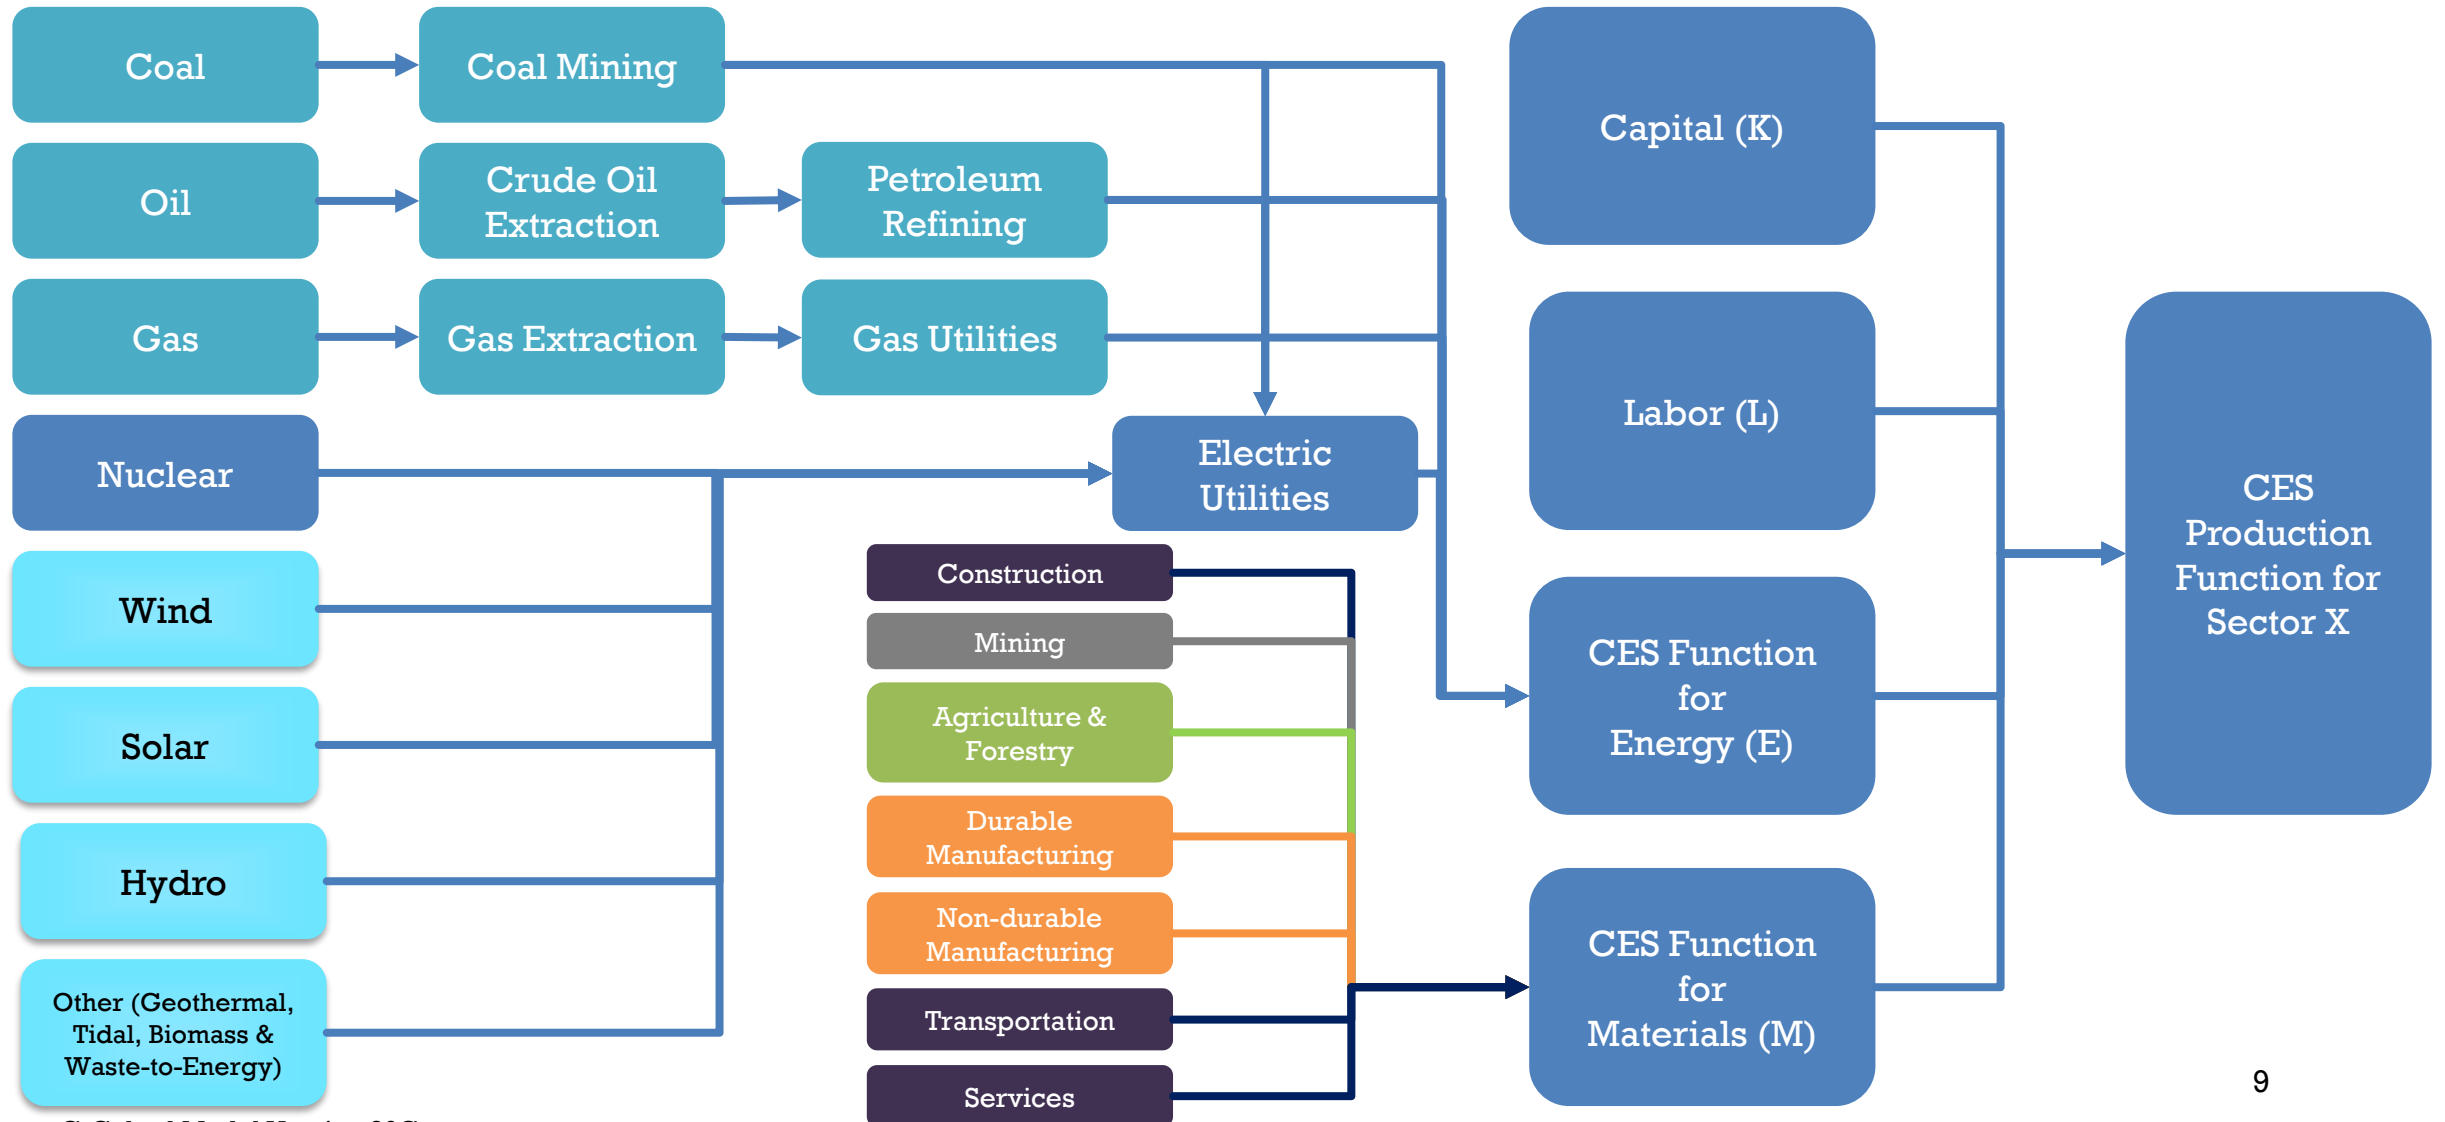 Coal
Coal Mining
Oil
Crude Oil
Extraction
Petroleum
Refining
Gas
Gas Extraction
Gas Utilities
Nuclear
Electric
Utilities
Wind
Solar
Hydro
Other (Geothermal,
Tidal, Biomass &
Waste-to-Energy)
Construction
Mining
Agriculture &
Forestry
Durable
Manufacturing
Non-durable
Manufacturing
Transportation
Services
Capital (K)
Labor (L)
CES Function
for
Energy (E)
CES Function
for
Materials (M)
CES
Production
Function for
Sector X
9